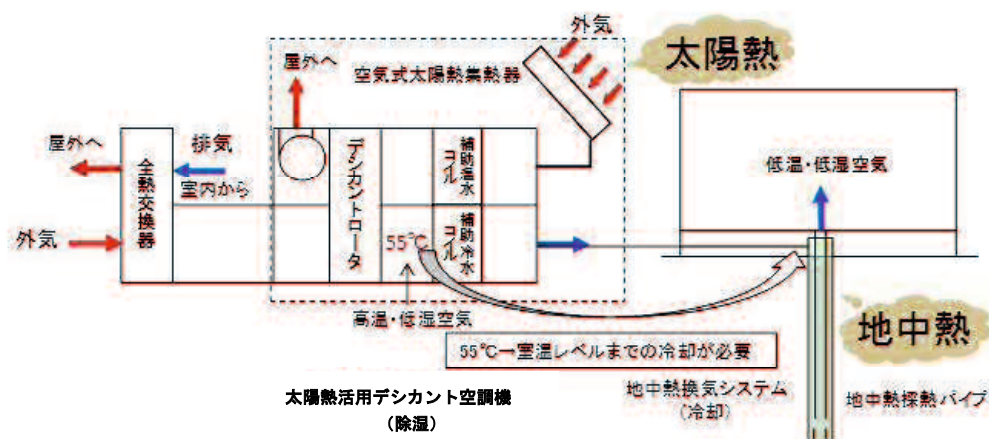 外気
太陽熱
屋外へ
空気式太陽熱集熱器
屋外へ
排気
全熱交換器
室内から
デシカントロータ
補助温水
コイル
低温・低湿空気
外気
55℃
補助冷水
コイル
高温・低湿空気
地中熱
55℃→室温レベルまでの冷却が必要
太陽熱活用デシカント空調機
（除湿）
地中熱換気システム
（冷却）
地中熱採熱パイプ